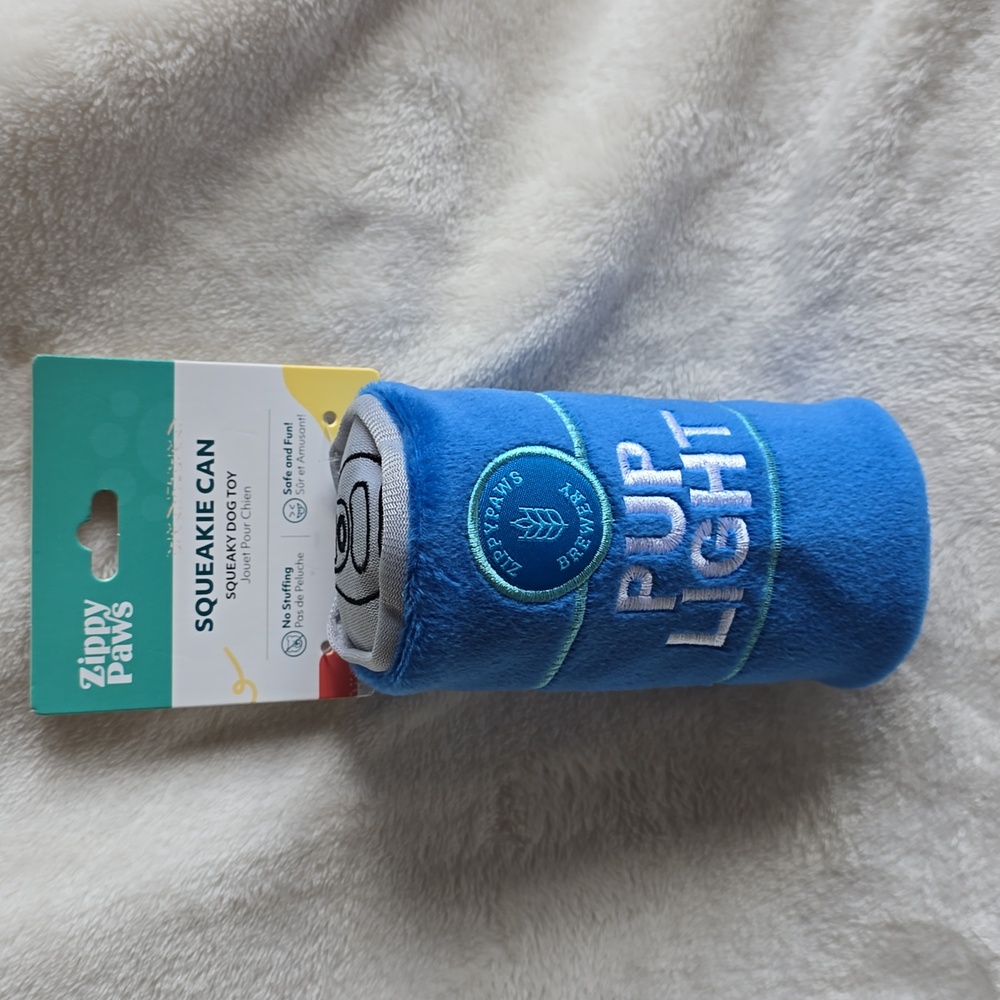 Zippy
Paws
SQUEAKIE CAN
SQUEAKY DOG TOY
Jouet Pour Chien
No Stuffing
Pas de Peluche
Safe and Fun!
Sûr et Amusant!
ZIPPYPAWS
BREWERY
PUP
LIGHT